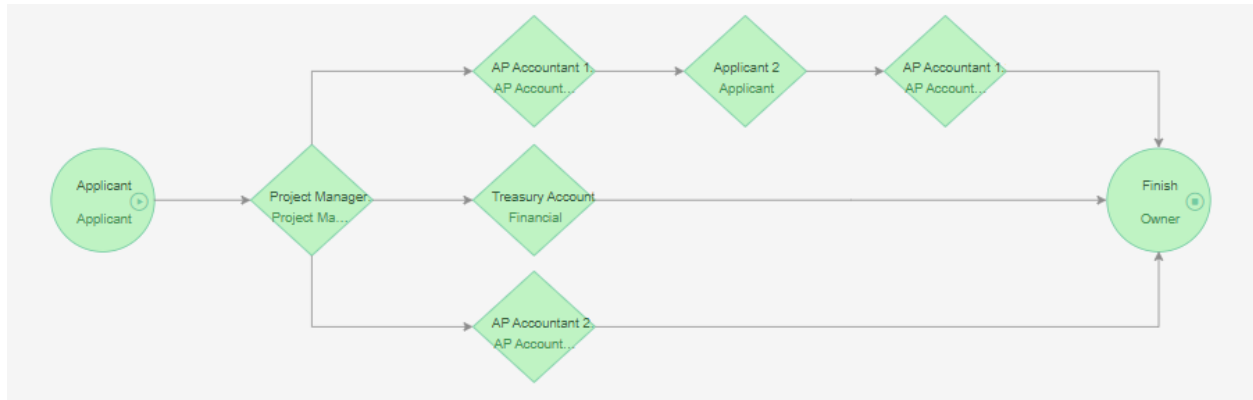 AP Accountant 1.
AP Account...
Applicant 2
Applicant
AP Accountant 1.
AP Account...
Applicant
Applicant
Project Manager
Project Ma...
Treasury Account
Financial
Finish
Owner
AP Accountant 2
AP Account...